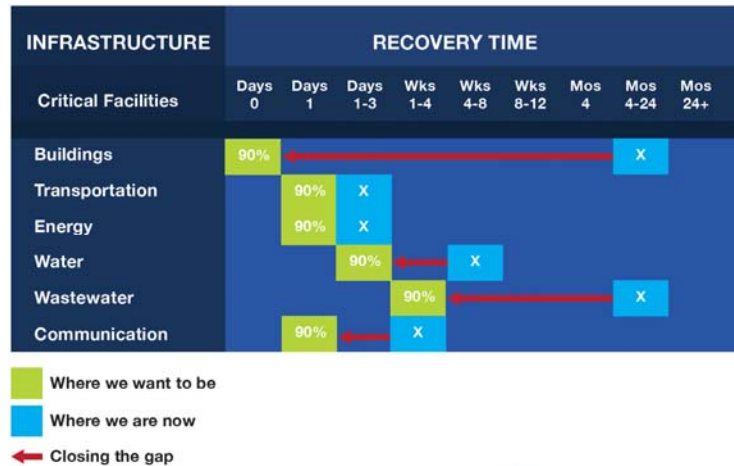 INFRASTRUCTURE RECOVERY TIME
Critical Facilities Days 0 Days 1 Days 1-3 Wks 1-4 Wks 4-8 Wks 8-12 Mos 4 Mos 4-24 Mos 24+
Buildings 90% X
Transportation 90% X
Energy 90% X
Water 90% X
Wastewater 90% X
Communication 90% X
Where we want to be
Where we are now
Closing the gap